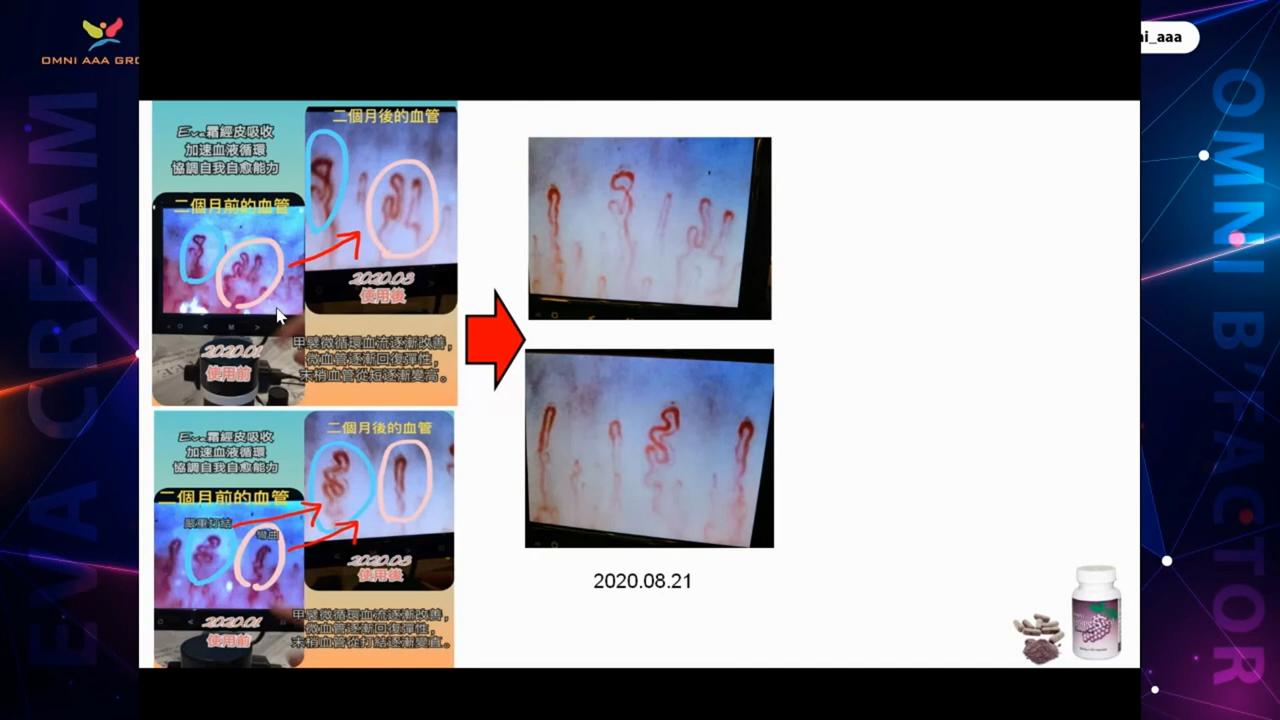 OMNI AAA GRO
ni_aaa
EVA CREAM
OMNI B'FACTOR
Eva霜經皮吸收
加速血液循環
協調自我自愈能力
二個月後的血管
二個月前的血管
2020.03
使用後
2020.01
使用前
甲襞微循環血流逐漸改善,
微血管逐漸回復彈性,
末梢血管從短逐漸變高。
Eva霜經皮吸收
加速血液循環
協調自我自愈能力
二個月後的血管
二個月前的血管
嚴重打結
彎曲
2020.03
使用後
2020.01
使用前
甲襞微循環血流逐漸改善,
微血管逐漸回復彈性,
末梢血管從打結逐漸變直。
2020.08.21